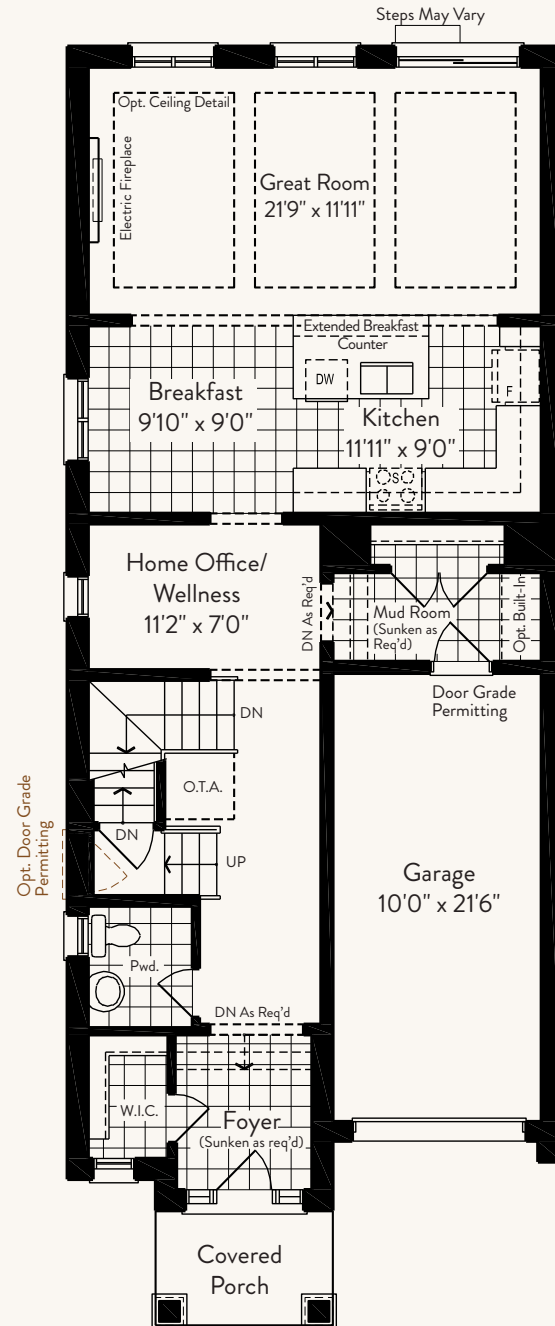 Steps May Vary
Opt. Ceiling Detail
Electric Fireplace
Great Room
21'9" x 11'11"
Extended Breakfast
Counter
DW
F
Breakfast
9'10" x 9'0"
Kitchen
11'11" x 9'0"
S
Home Office/
Wellness
11'2" x 7'0"
DN As Req'd
Mud Room
(Sunken as
Req'd)
Opt. Built-In
Door Grade
Permitting
DN
O.T.A.
DN
UP
Opt. Door Grade
Permitting
Garage
10'0" x 21'6"
Pwd.
DN As Req'd
W.I.C.
Foyer
(Sunken as req'd)
Covered
Porch